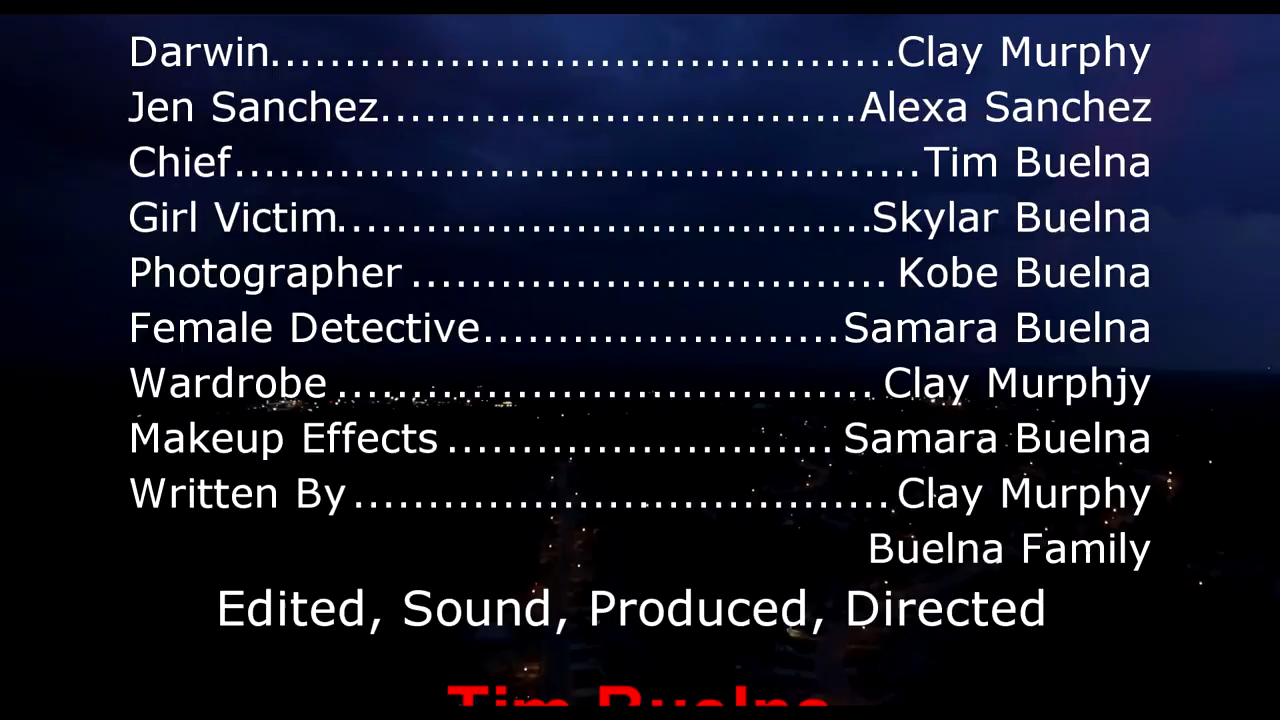 Darwin..........................................Clay Murphy
Jen Sanchez................................Alexa Sanchez
Chief..............................................Tim Buelna
Girl Victim....................................Skylar Buelna
Photographer ................................ Kobe Buelna
Female Detective........................Samara Buelna
Wardrobe .................................... Clay Murphjy
Makeup Effects .......................... Samara Buelna
Written By ....................................Clay Murphy
Buelna Family
Edited, Sound, Produced, Directed
Tim Buelna